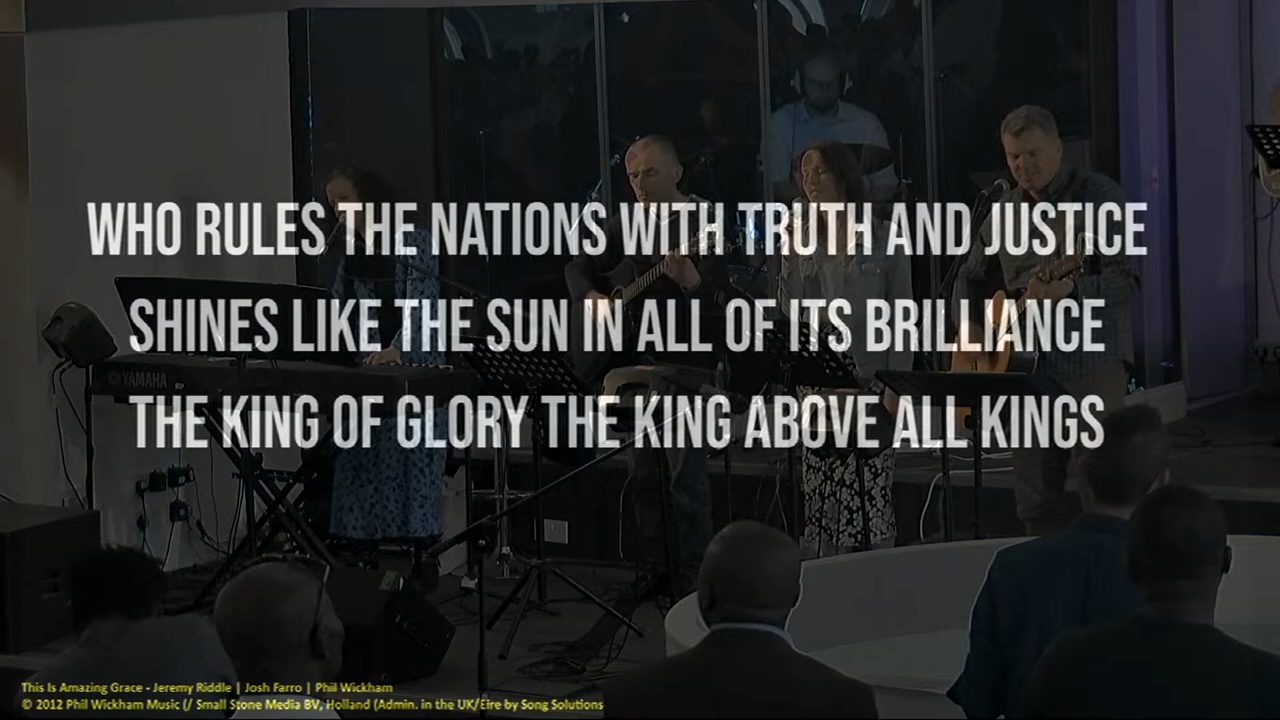 WHO RULES THE NATIONS WITH TRUTH AND JUSTICE
SHINES LIKE THE SUN IN ALL OF ITS BRILLIANCE
THE KING OF GLORY THE KING ABOVE ALL KINGS
YAMAHA
This Is Amazing Grace - Jeremy Riddle | Josh Farro | Phil Wickham
© 2012 Phil Wickham Music (/ Small Stone Media BV, Holland (Admin. in the UK/Eire by Song Solutions